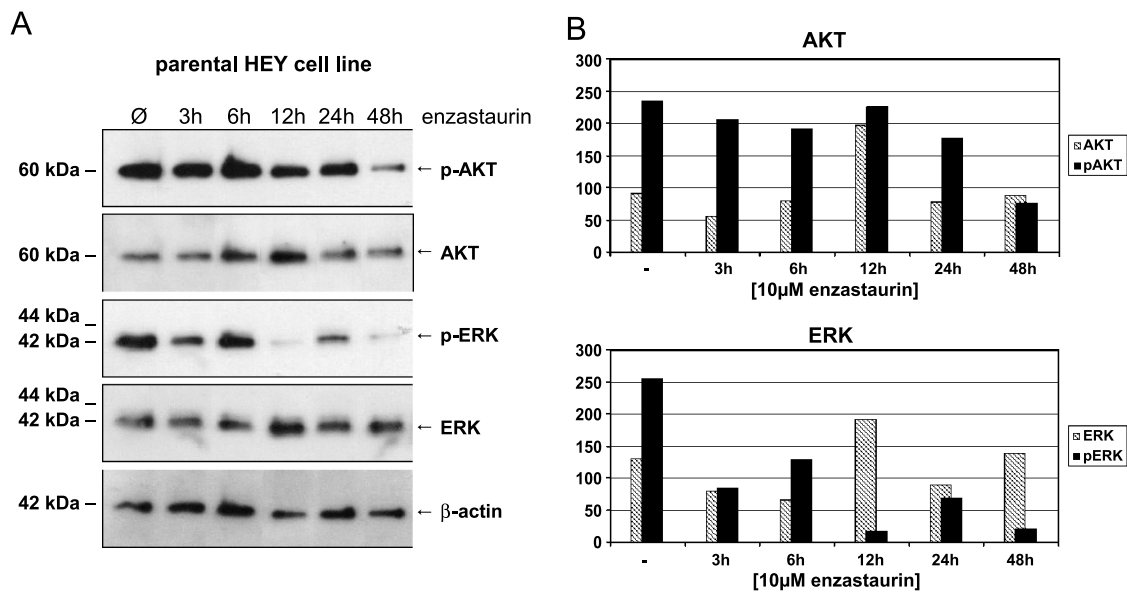 A
parental HEY cell line
Ø 3h 6h 12h 24h 48h enzastaurin
60 kDa – ← p-AKT
60 kDa – ← AKT
44 kDa –
42 kDa – ← p-ERK
44 kDa –
42 kDa – ← ERK
42 kDa – ← β-actin
B
AKT
300
250
200
150
100
50
0
- 3h 6h 12h 24h 48h
[10µM enzastaurin]
AKT
pAKT
ERK
300
250
200
150
100
50
0
- 3h 6h 12h 24h 48h
[10µM enzastaurin]
ERK
pERK